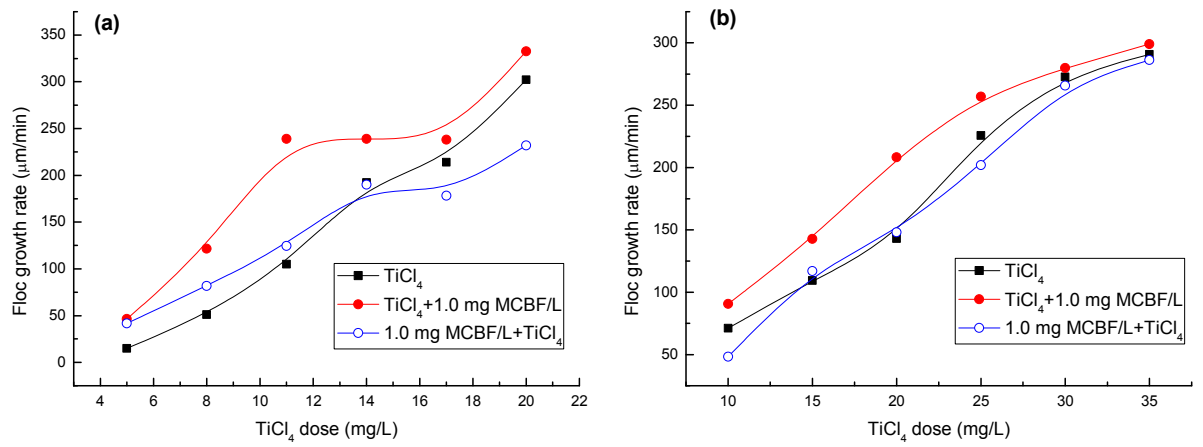 (a)
350
300
250
200
150
100
50
0
Floc growth rate (μm/min)
4 6 8 10 12 14 16 18 20 22
TiCl4 dose (mg/L)
TiCl4
TiCl4+1.0 mg MCBF/L
1.0 mg MCBF/L+TiCl4
(b)
300
250
200
150
100
50
Floc growth rate (μm/min)
10 15 20 25 30 35
TiCl4 dose (mg/L)
TiCl4
TiCl4+1.0 mg MCBF/L
1.0 mg MCBF/L+TiCl4